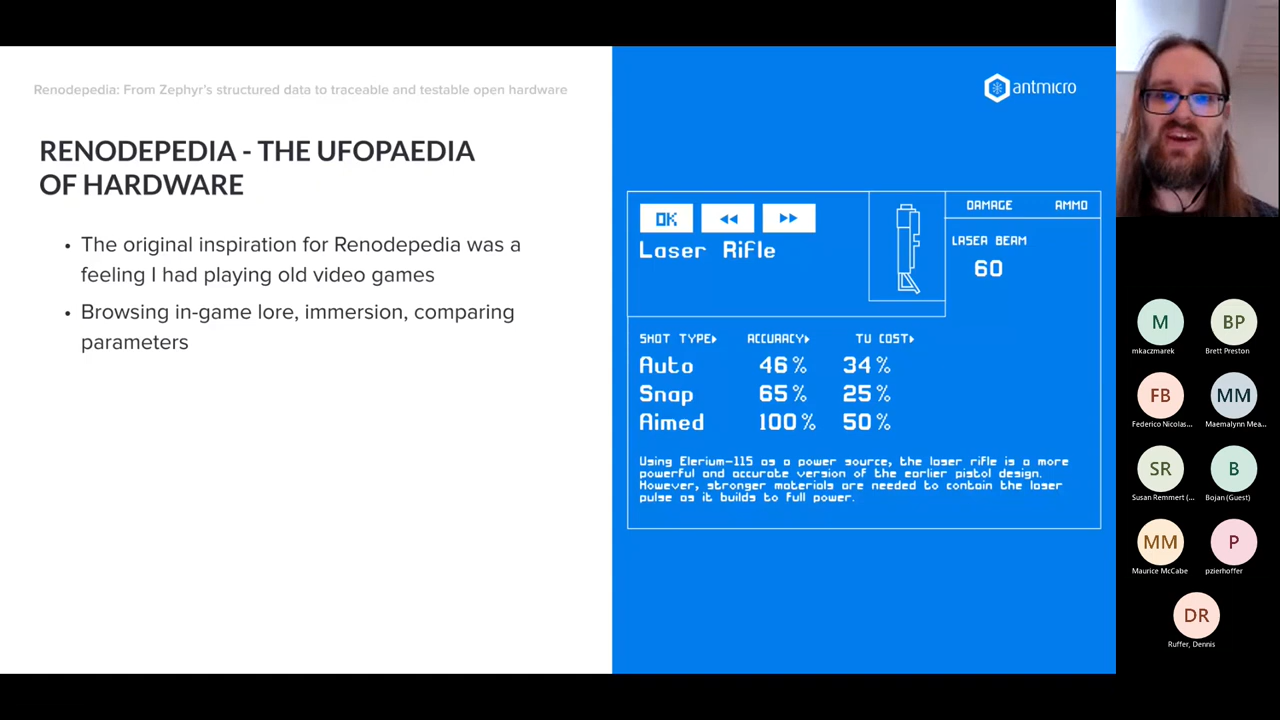 Renodepedia: From Zephyr's structured data to traceable and testable open hardware
RENODEPEDIA - THE UFOPAEDIA
OF HARDWARE
• The original inspiration for Renodepedia was a
feeling I had playing old video games
• Browsing in-game lore, immersion, comparing
parameters
antmicro
OK
Laser Rifle
DAMAGE AMMO
LASER BEAM
60
SHOT TYPE ACCURACY TU COST
Auto 46% 34%
Snap 65% 25%
Aimed 100% 50%
Using Elerium-115 as a power source, the laser rifle is a more
powerful and accurate version of the earlier pistol design.
However, stronger materials are needed to contain the laser
pulse as it builds to full power.
M BP
mkaczmarek Brett Preston
FB MM
Federico Nicolas... Maemalynn Mea...
SR B
Susan Remmert (... Bojan (Guest)
MM P
Maurice McCabe pzierhoffer
DR
Ruffer, Dennis